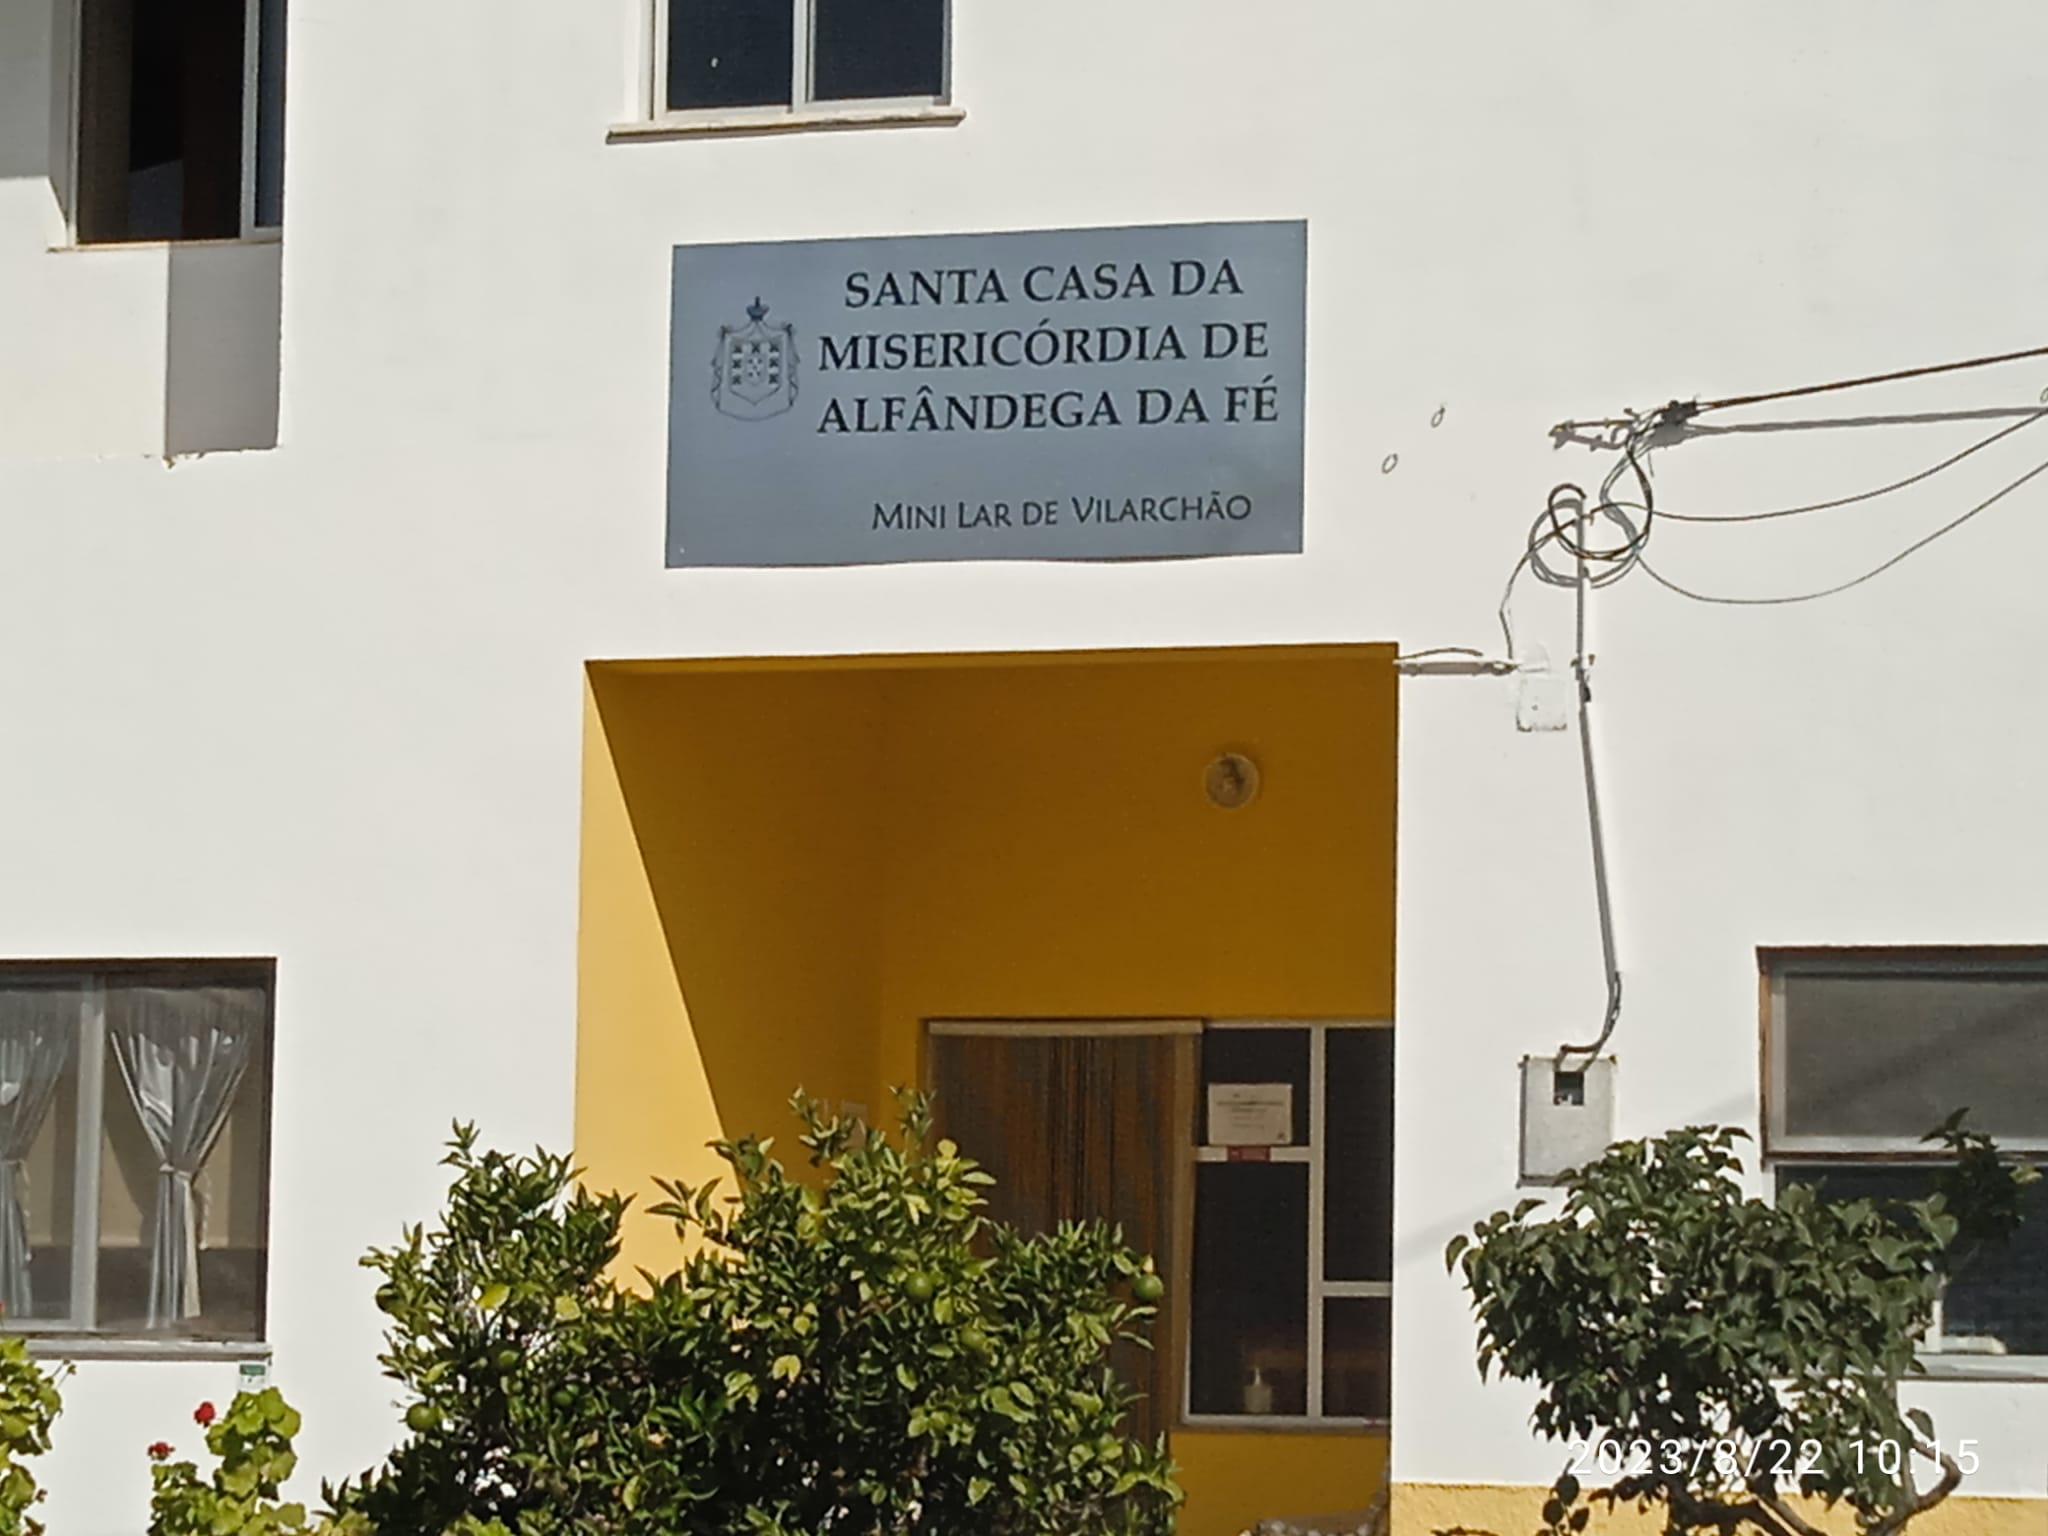 SANTA CASA DA
MISERICÓRDIA DE
ALFÂNDEGA DA FÉ
MINI LAR DE VILARCHÃO
2023/8/22 10:15